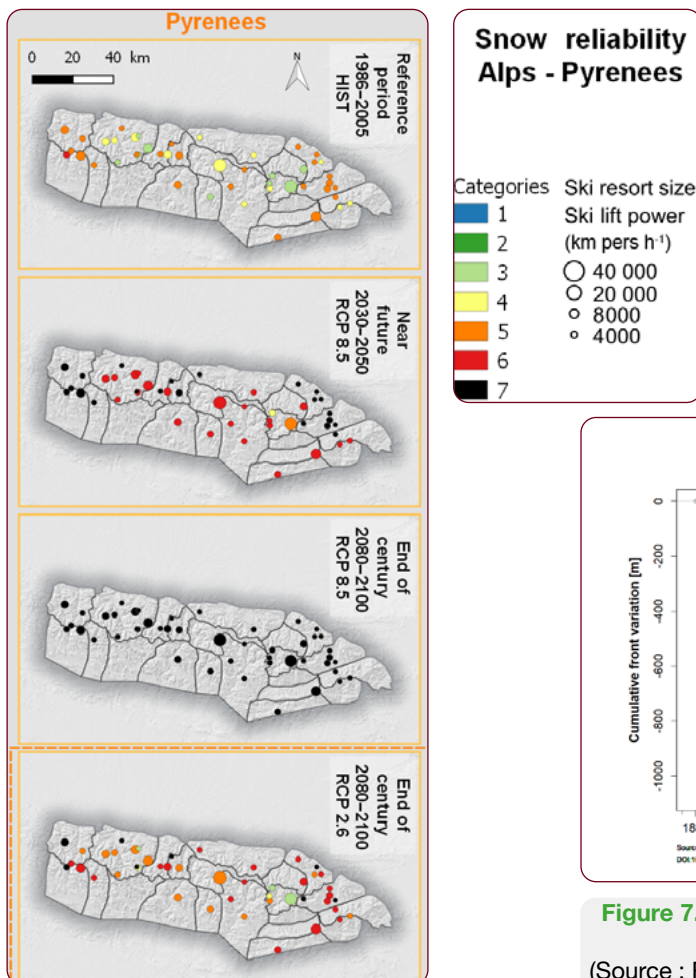 Pyrenees
0 20 40 km
N
Reference
period
1986–2005
HIST
Near
future
2030–2050
RCP 8.5
End of
century
2080–2100
RCP 8.5
End of
century
2080–2100
RCP 2.6
Snow reliability
Alps - Pyrenees
Categories
1
2
3
4
5
6
7
Ski resort size
Ski lift power
(km pers h⁻¹)
40 000
20 000
8000
4000
Cumulative front variation [m]
0
-200
-400
-600
-800
-1000
18
Source
DOI:
Figure 7.
(Source :